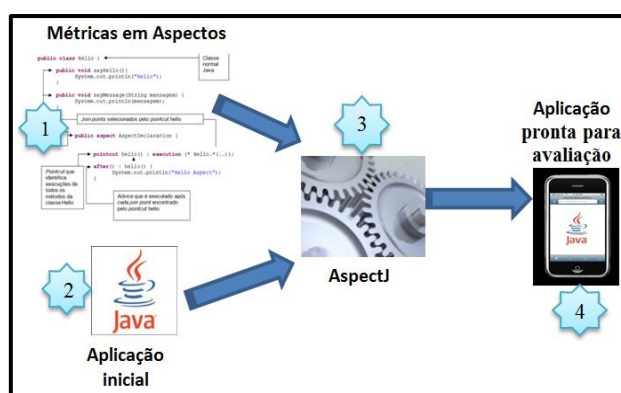 Métricas em Aspectos
public class Hello {
Classe
normal
Java
public void sayHello(){
System.out.println("Hello");
}
public void sayMessage(String mensagem) {
System.out.println(mensagem);
}
Join points selecionados pelo pointcut hello
1
public aspect AspectDeclaration {
pointcut hello() : execution (* Hello.*(..));
after() : hello() {
System.out.println("Hello Aspect");
}
Pointcut que
identifica
execuções de
todos os
métodos da
classe Hello
Advice que é executado após
cada join point encontrado
pelo pointcut hello
2
Java
Aplicação
inicial
3
AspectJ
Aplicação
pronta para
avaliação
Java
4